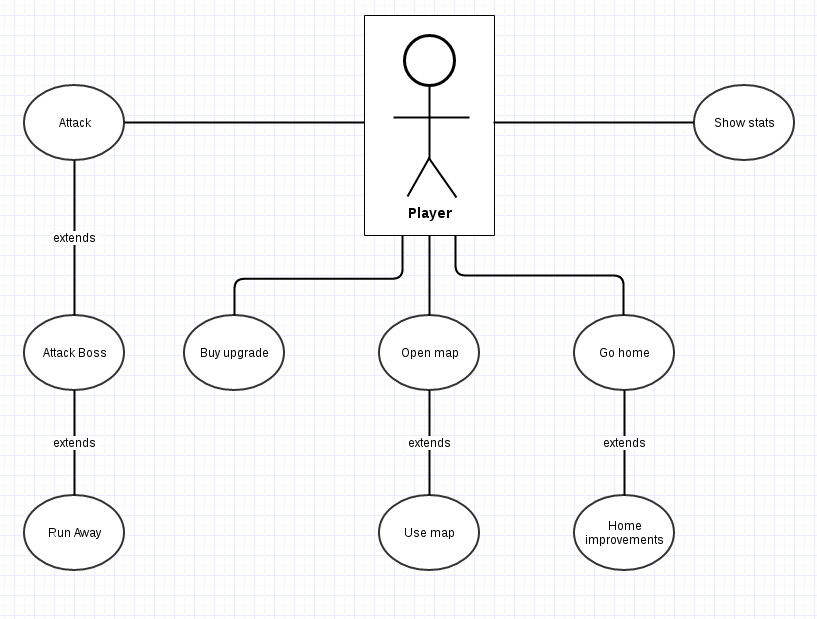 Attack
Show stats
Player
extends
Attack Boss
Buy upgrade
Open map
Go home
extends
extends
extends
Run Away
Use map
Home
improvements